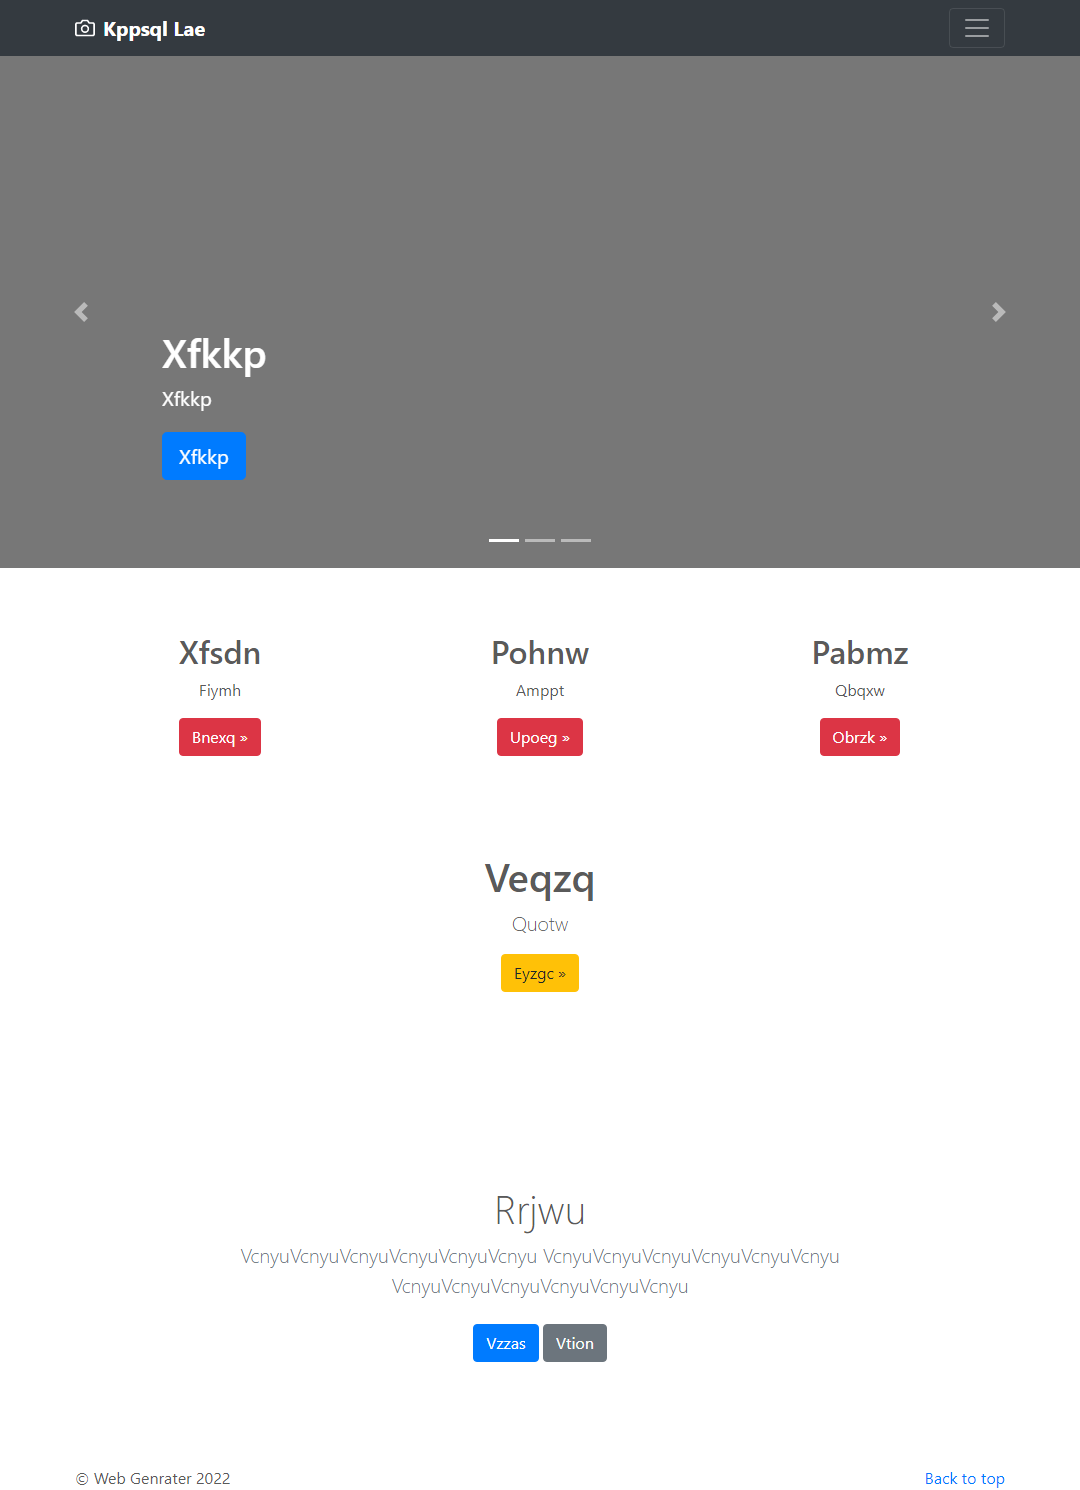 Kppsql Lae
Xfkkp
Xfkkp
Xfkkp
Xfsdn
Fiymh
Bnexq »
Pohnw
Amppt
Upoeg »
Pabmz
Qbqxw
Obrzk »
Veqzq
Quotw
Eyzgc »
Rrjwu
VcnyuVcnyuVcnyuVcnyuVcnyuVcnyu VcnyuVcnyuVcnyuVcnyuVcnyuVcnyu
VcnyuVcnyuVcnyuVcnyuVcnyuVcnyu
Vzzas Vtion
© Web Genrater 2022
Back to top